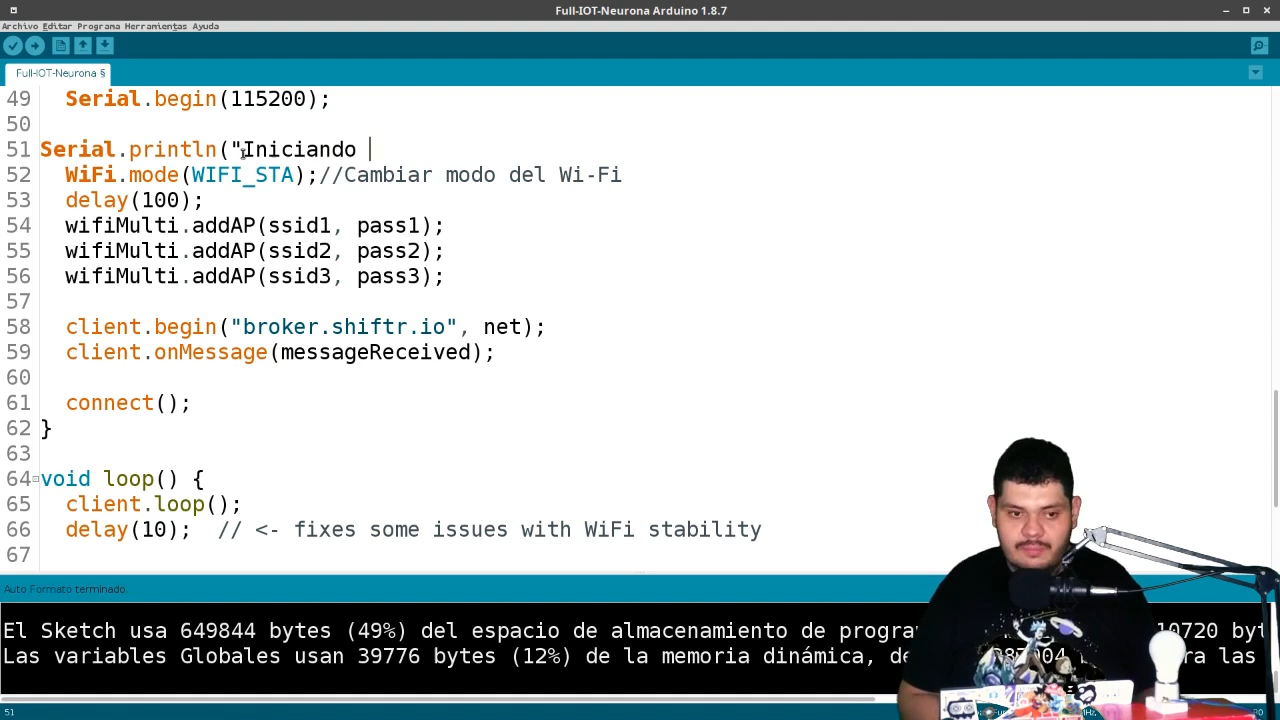 Full-IOT-Neurona Arduino 1.8.7
Archivo Editar Programa Herramientas Ayuda
Full-IOT-Neurona §
49 Serial.begin(115200);
50
51 Serial.println("Iniciando
52 WiFi.mode(WIFI_STA);//Cambiar modo del Wi-Fi
53 delay(100);
54 wifiMulti.addAP(ssid1, pass1);
55 wifiMulti.addAP(ssid2, pass2);
56 wifiMulti.addAP(ssid3, pass3);
57
58 client.begin("broker.shiftr.io", net);
59 client.onMessage(messageReceived);
60
61 connect();
62 }
63
64 void loop() {
65 client.loop();
66 delay(10);  // <- fixes some issues with WiFi stability
67
Auto Formato terminado.
El Sketch usa 649844 bytes (49%) del espacio de almacenamiento de 10720 byt
Las variables Globales usan 39776 bytes (12%) de la memoria dinámica, las
51